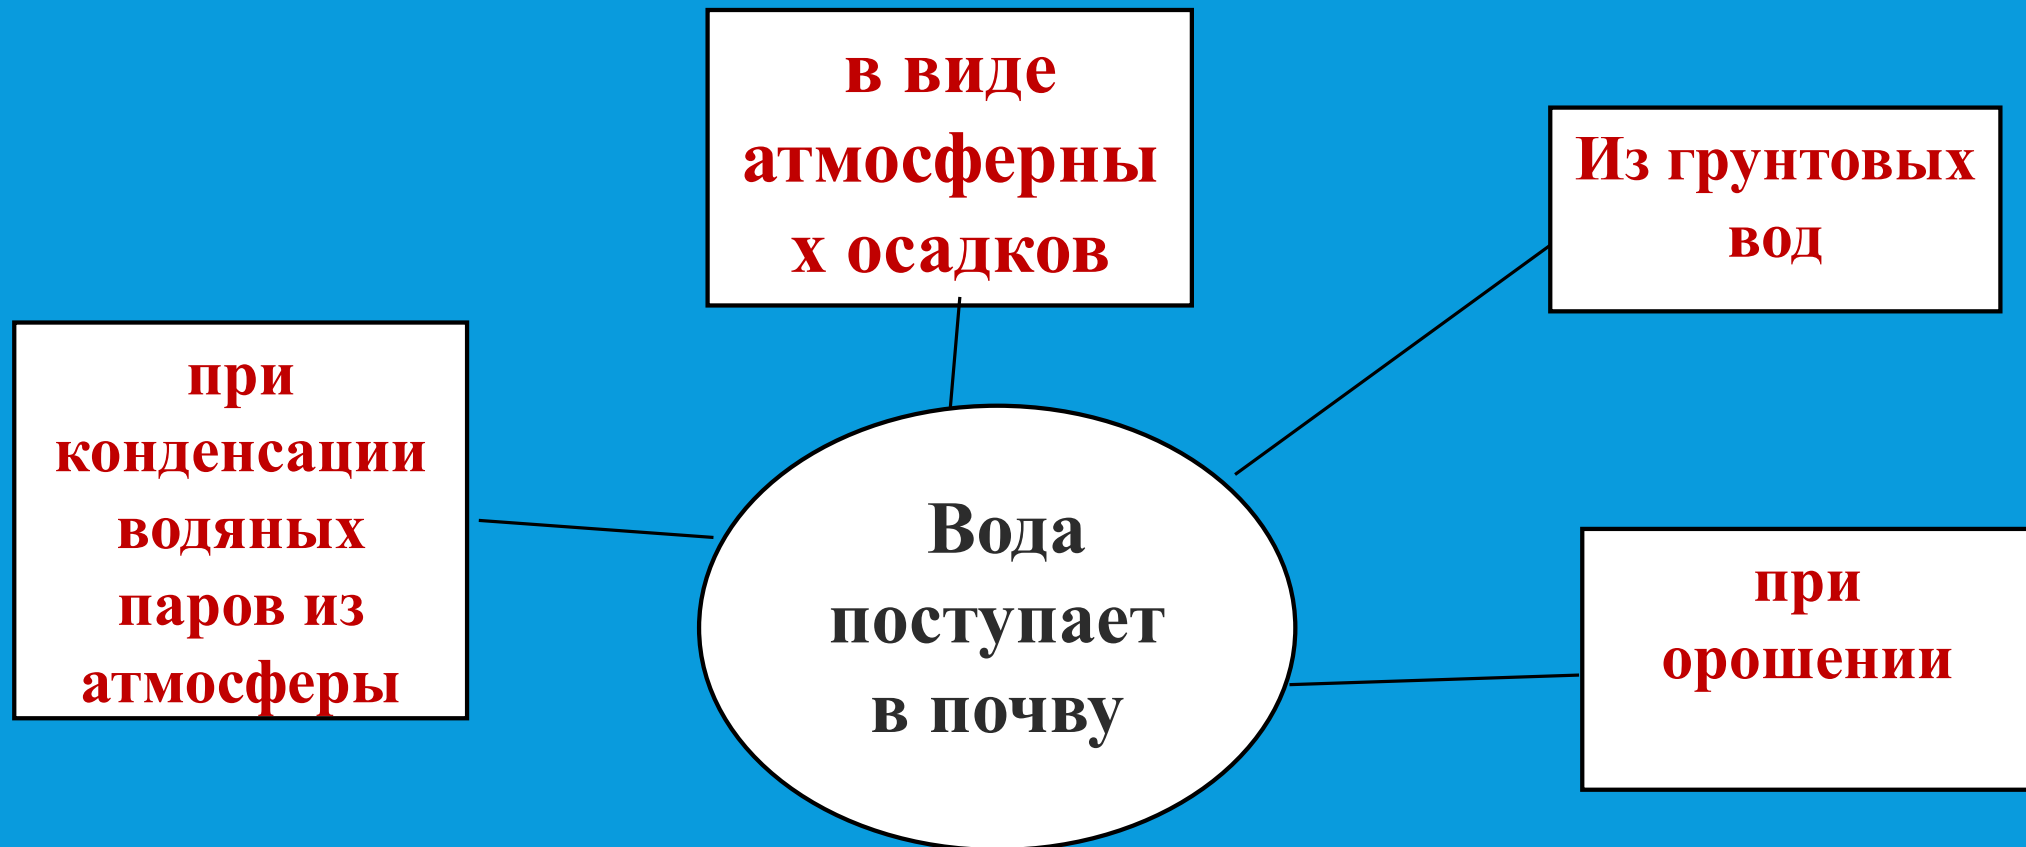 в виде
атмосферны
х осадков
Из грунтовых
вод
при
конденсации
водяных
паров из
атмосферы
Вода
поступает
в почву
при
орошении